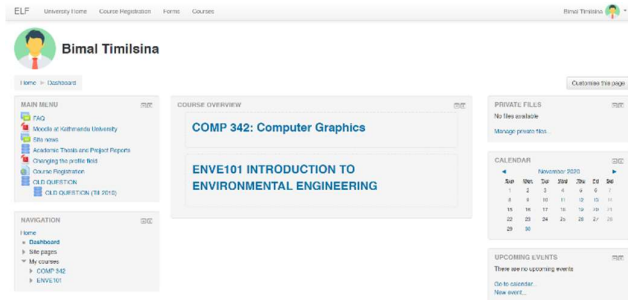 ELF University Home Course Registration Forms Courses Bimal Timilsina
Bimal Timilsina
Home Dashboard
Customise this page
MAIN MENU
FAQ
Moodle at Kathmandu University
Site news
Academic Thesis and Project Reports
Changing the profile field
Course Registration
OLD QUESTION
OLD QUESTION (Till 2010)
NAVIGATION
Home
Dashboard
Site pages
My courses
COMP 342
ENVE101
COURSE OVERVIEW
COMP 342: Computer Graphics
ENVE101 INTRODUCTION TO
ENVIRONMENTAL ENGINEERING
PRIVATE FILES
No files available
Manage private files...
CALENDAR
November 2020
Sun Mon Tue Wed Thu Fri Sat
1 2 3 4 5 6 7
8 9 10 11 12 13 14
15 16 17 18 19 20 21
22 23 24 25 26 27 28
29 30
UPCOMING EVENTS
There are no upcoming events
Go to calendar...
New event...